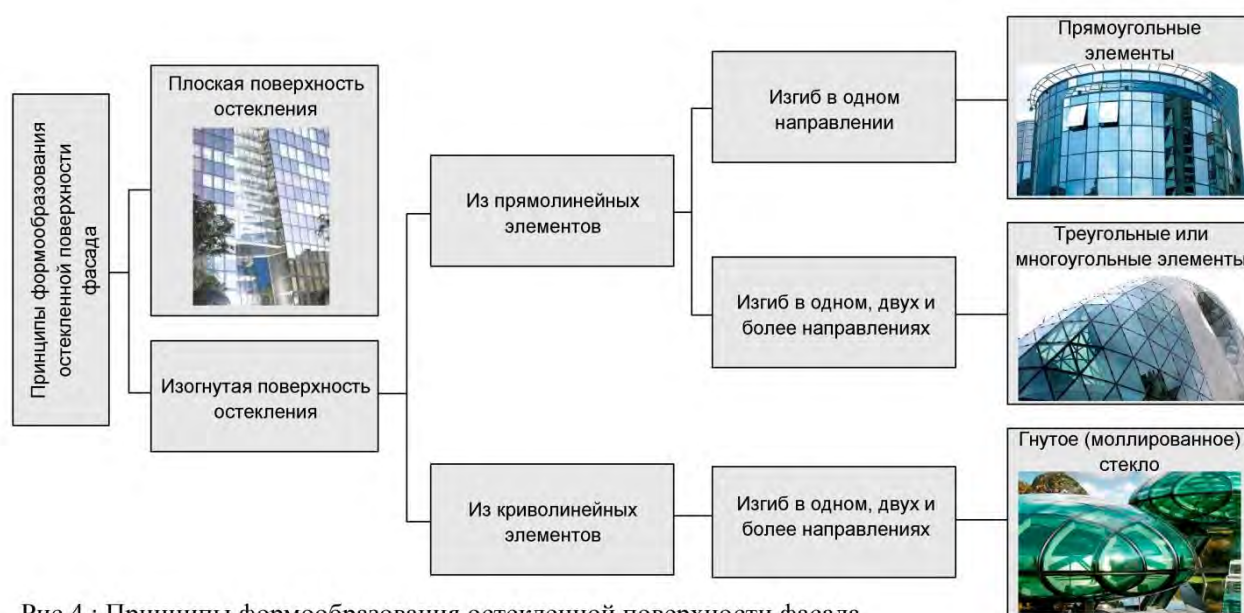 Принципы формообразования
остекленной поверхности
фасада
Плоская поверхность
остекления
Изогнутая поверхность
остекления
Из прямолинейных
элементов
Из криволинейных
элементов
Изгиб в одном
направлении
Изгиб в одном, двух и
более направлениях
Изгиб в одном, двух и
более направлениях
Прямоугольные
элементы
Треугольные или
многоугольные элементы
Гнутое (моллированное)
стекло
Рис.4.: Принципы формообразования остекленной поверхности фасада